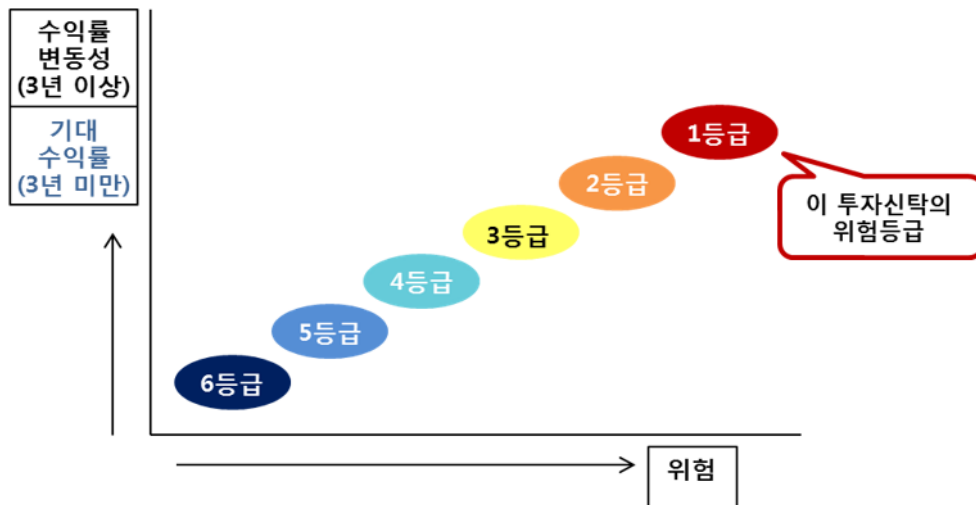 수익률
변동성
(3년 이상)
기대
수익률
(3년 미만)
1등급
2등급
3등급
4등급
5등급
6등급
이 투자신탁의
위험등급
위험